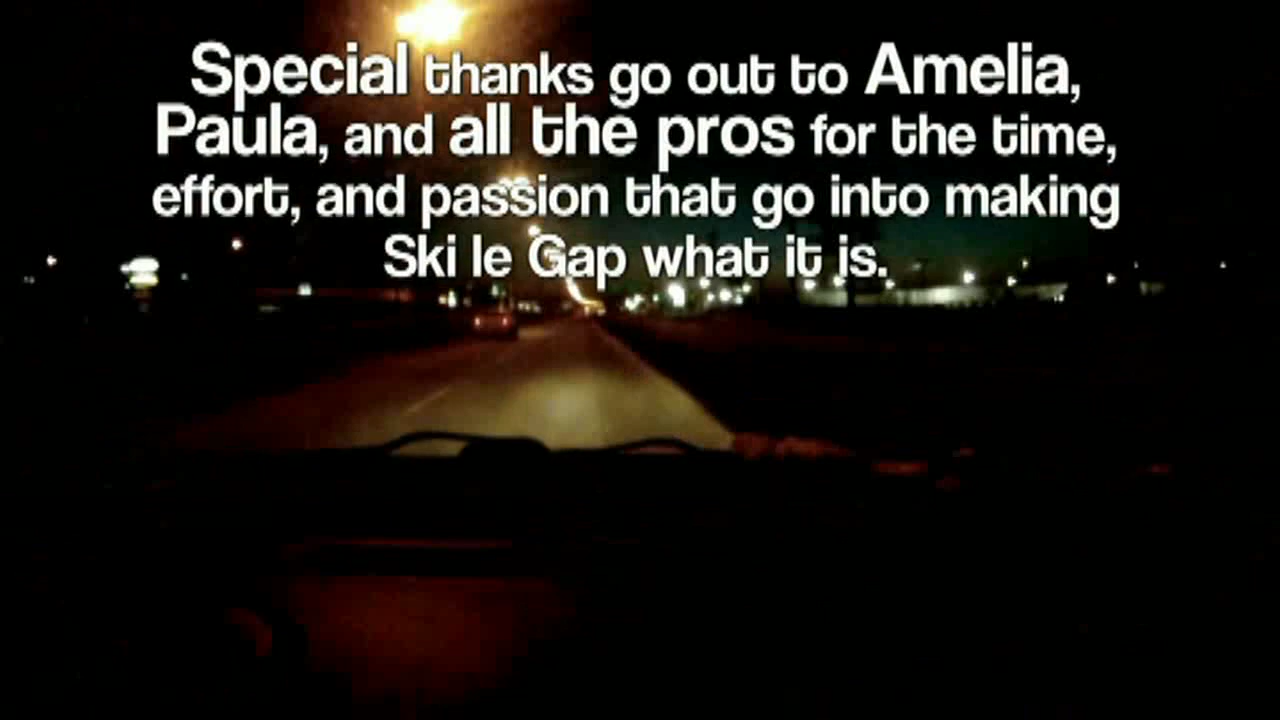 Special thanks go out to Amelia,
Paula, and all the pros for the time,
effort, and passion that go into making
Ski le Gap what it is.